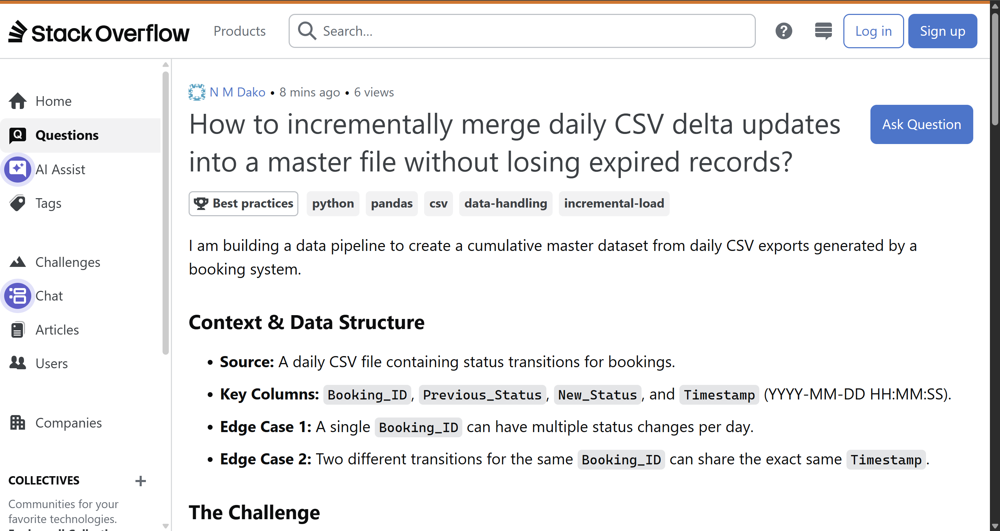 Stack Overflow
Products
Search…
Log in
Sign up
Home
Questions
AI Assist
Tags
Challenges
Chat
Articles
Users
Companies
COLLECTIVES
Communities for your
favorite technologies.
N M Dako • 8 mins ago • 6 views
How to incrementally merge daily CSV delta updates
into a master file without losing expired records?
Ask Question
Best practices python pandas csv data-handling incremental-load
I am building a data pipeline to create a cumulative master dataset from daily CSV exports generated by a
booking system.
Context & Data Structure
• Source: A daily CSV file containing status transitions for bookings.
• Key Columns: Booking_ID, Previous_Status, New_Status, and Timestamp (YYYY-MM-DD HH:MM:SS).
• Edge Case 1: A single Booking_ID can have multiple status changes per day.
• Edge Case 2: Two different transitions for the same Booking_ID can share the exact same Timestamp.
The Challenge